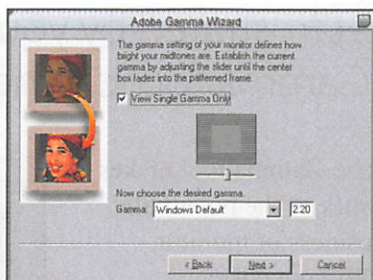 Adobe Gamma Wizard
The gamma setting of your monitor defines how
bright your midtones are. Establish the current
gamma by adjusting the slider until the center
box fades into the patterned frame.
View Single Gamma Only
Now choose the desired gamma.
Gamma: Windows Default 2.20
< Back Next > Cancel